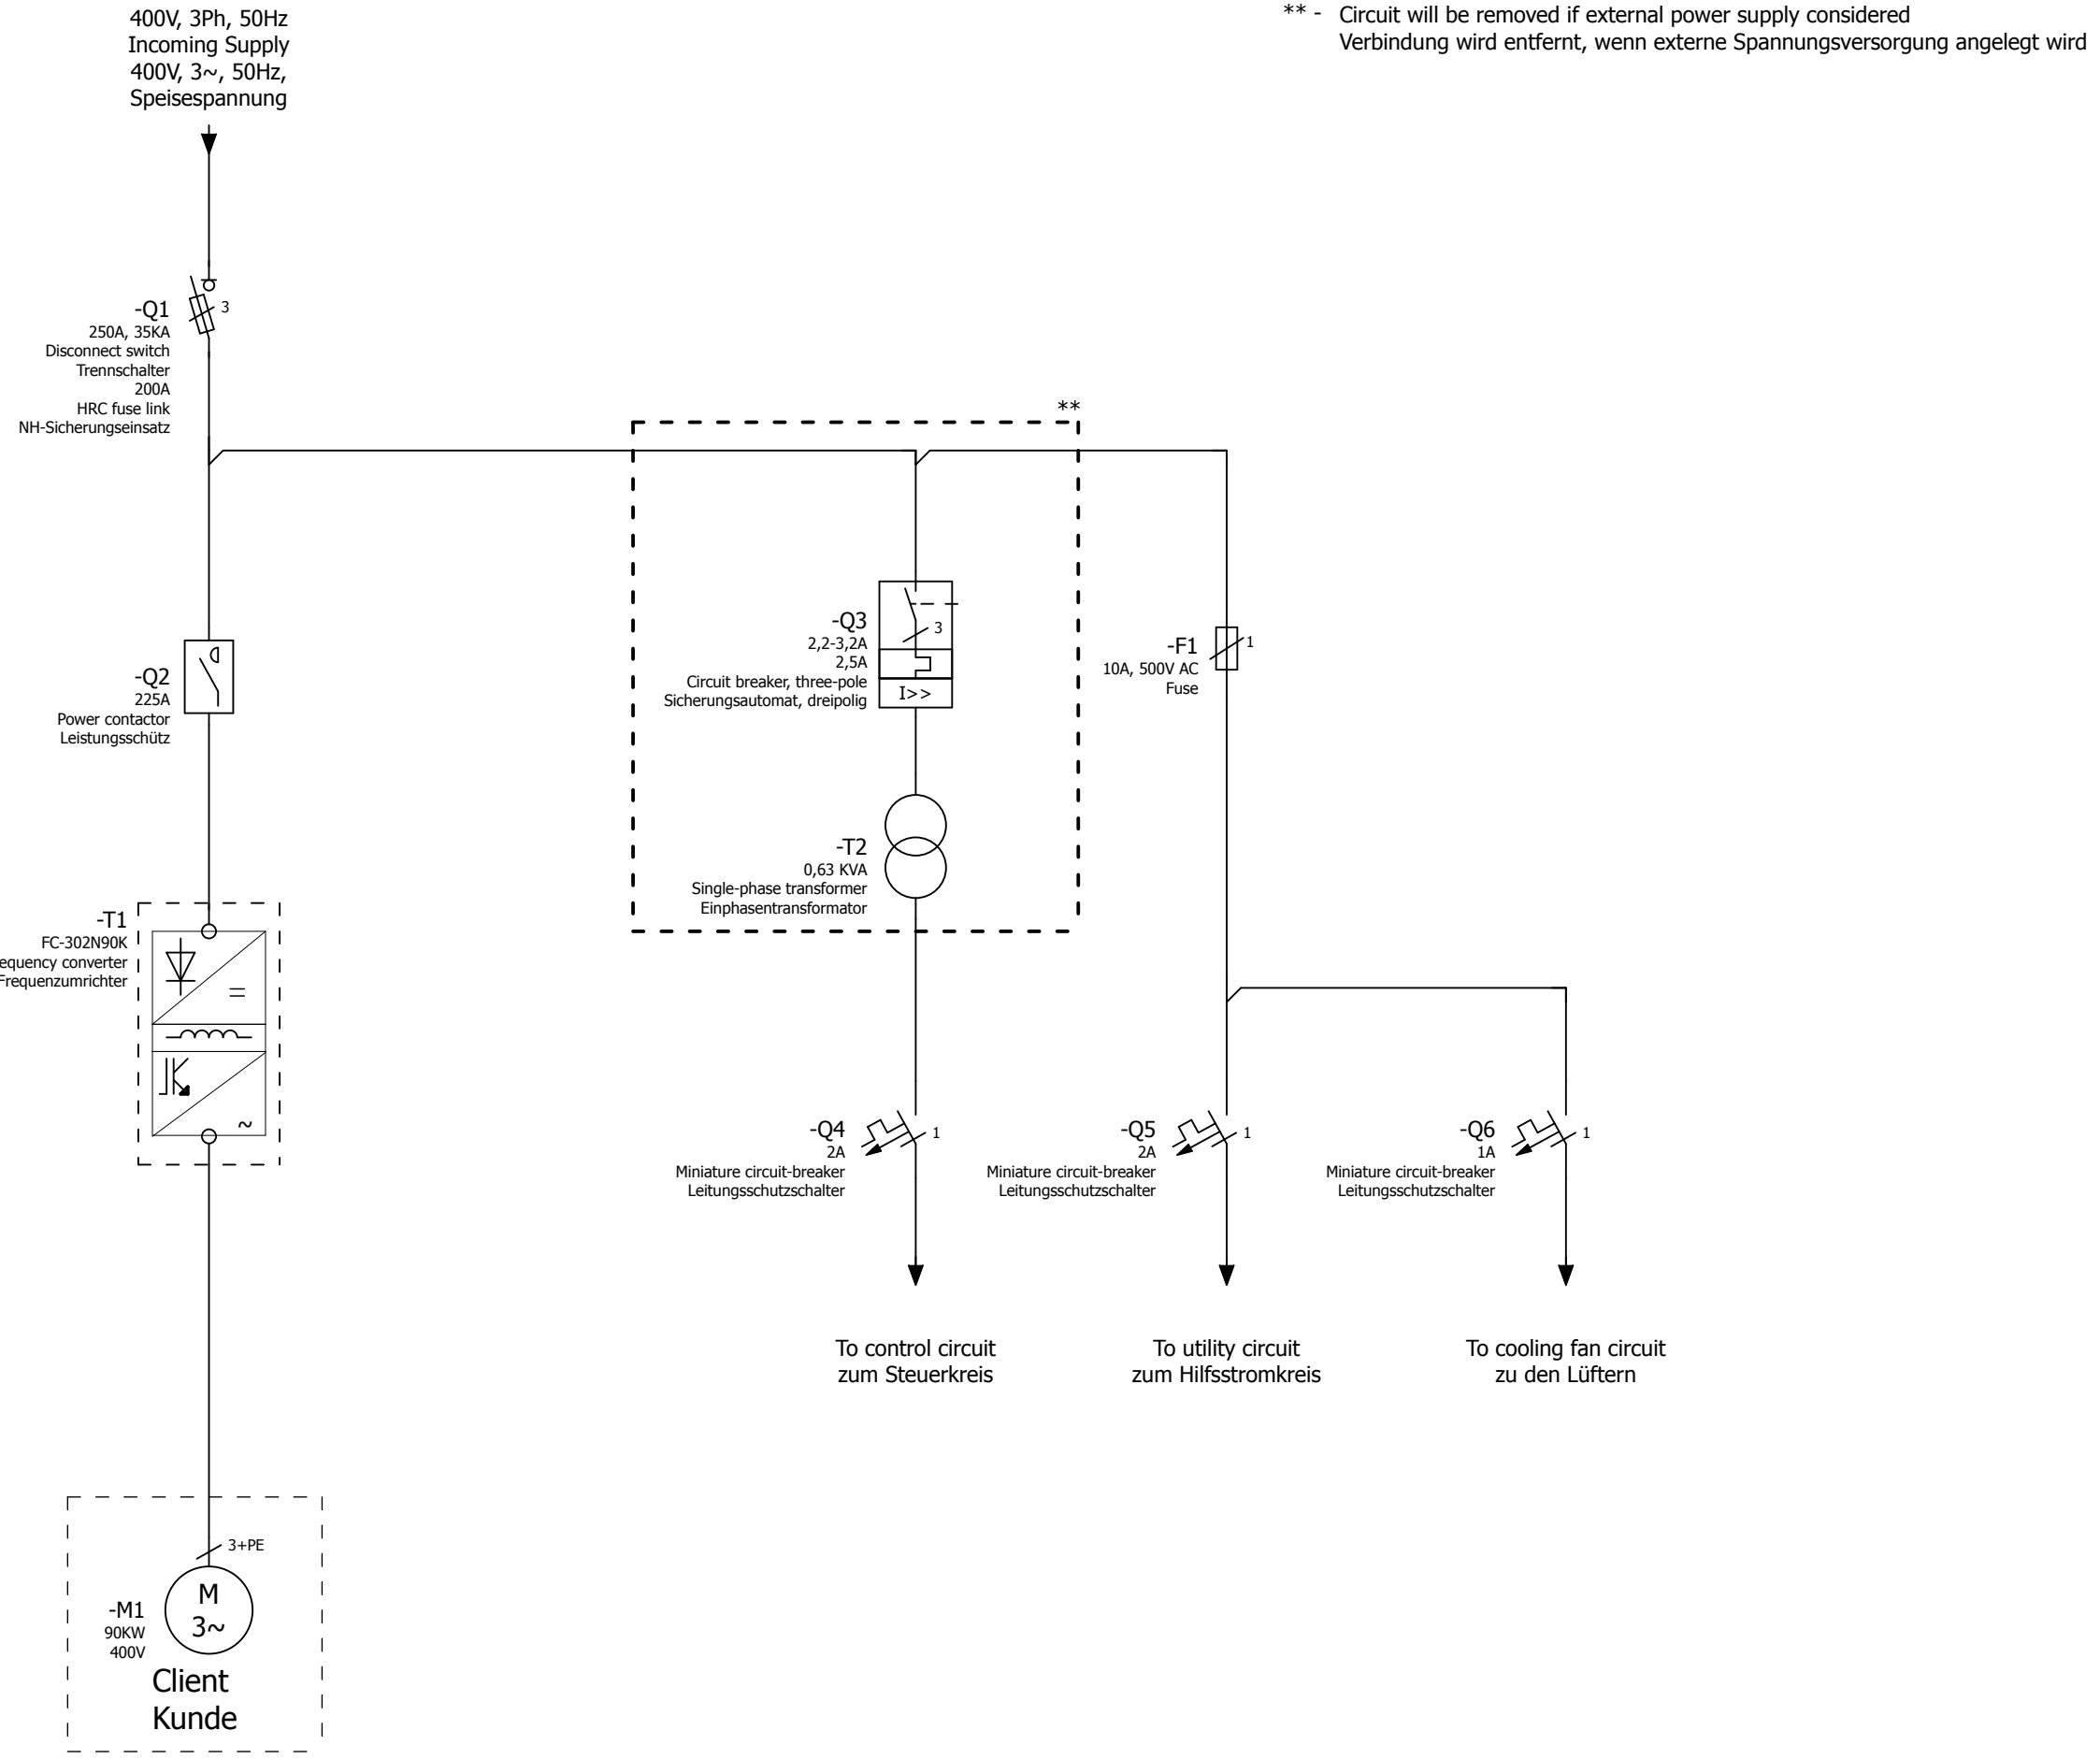 400V, 3Ph, 50Hz
Incoming Supply
400V, 3~, 50Hz,
Speisespannung
** - Circuit will be removed if external power supply considered
Verbindung wird entfernt, wenn externe Spannungsversorgung angelegt wird
-Q1
250A, 35KA
Disconnect switch
Trennschalter
200A
HRC fuse link
NH-Sicherungseinsatz
3
**
-Q2
225A
Power contactor
Leistungsschütz
-Q3
2,2-3,2A
2,5A
Circuit breaker, three-pole
Sicherungsautomat, dreipolig
3
I>>
-F1
10A, 500V AC
Fuse
1
-T2
0,63 KVA
Single-phase transformer
Einphasentransformator
-T1
FC-302N90K
equency converter
Frequenzumrichter
=
~
-Q4
2A
Miniature circuit-breaker
Leitungsschutzschalter
1
-Q5
2A
Miniature circuit-breaker
Leitungsschutzschalter
1
-Q6
1A
Miniature circuit-breaker
Leitungsschutzschalter
1
To control circuit
zum Steuerkreis
To utility circuit
zum Hilfsstromkreis
To cooling fan circuit
zu den Lüftern
3+PE
M
3~
-M1
90KW
400V
Client
Kunde